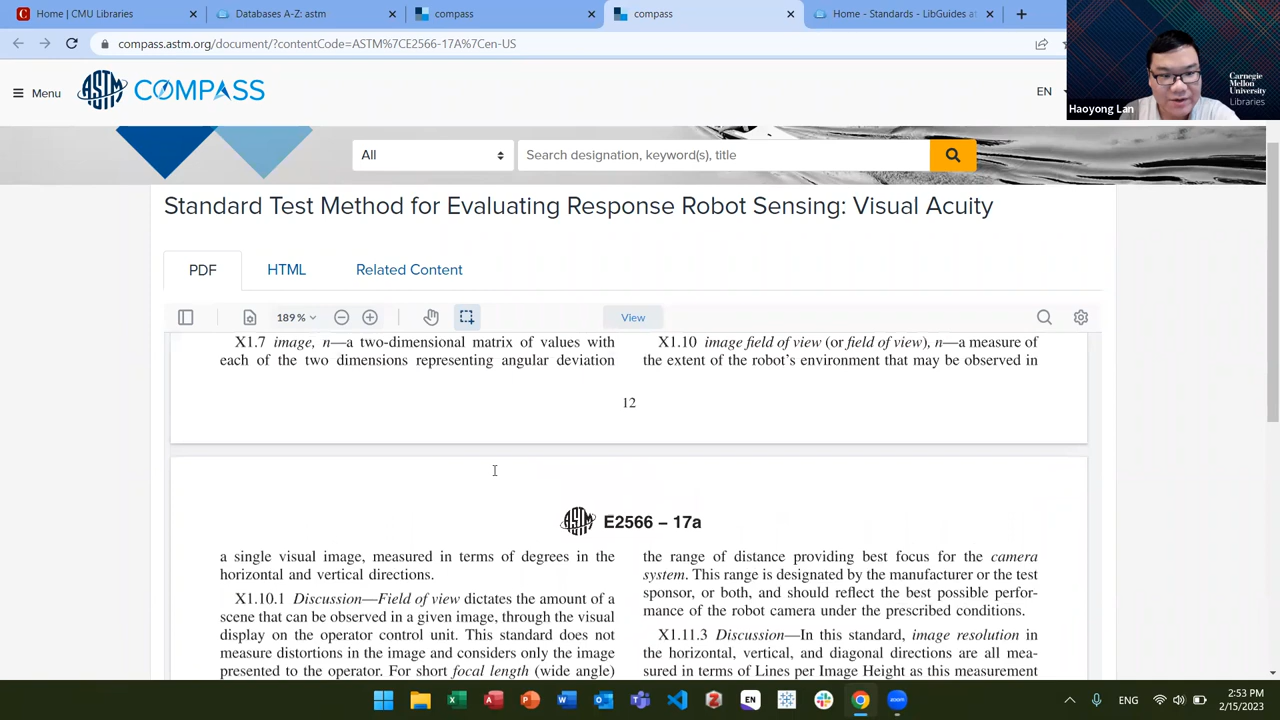 Home | CMU Libraries
Databases A-Z: astm
compass
compass
Home - Standards - LibGuides at
compass.astm.org/document/?contentCode=ASTM%7CE2566-17A%7Cen-US
Menu
ASTM
COMPASS
EN
Haoyong Lan
Carnegie
Mellon
University
Libraries
All
Search designation, keyword(s), title
Standard Test Method for Evaluating Response Robot Sensing: Visual Acuity
PDF
HTML
Related Content
189%
View
X1.7 image, n—a two-dimensional matrix of values with
each of the two dimensions representing angular deviation
X1.10 image field of view (or field of view), n—a measure of
the extent of the robot's environment that may be observed in
12
ASTM
E2566 – 17a
a single visual image, measured in terms of degrees in the
horizontal and vertical directions.
X1.10.1 Discussion—Field of view dictates the amount of a
scene that can be observed in a given image, through the visual
display on the operator control unit. This standard does not
measure distortions in the image and considers only the image
presented to the operator. For short focal length (wide angle)
the range of distance providing best focus for the camera
system. This range is designated by the manufacturer or the test
sponsor, or both, and should reflect the best possible perfor-
mance of the robot camera under the prescribed conditions.
X1.11.3 Discussion—In this standard, image resolution in
the horizontal, vertical, and diagonal directions are all mea-
sured in terms of Lines per Image Height as this measurement
EN
ENG
2:53 PM
2/15/2023